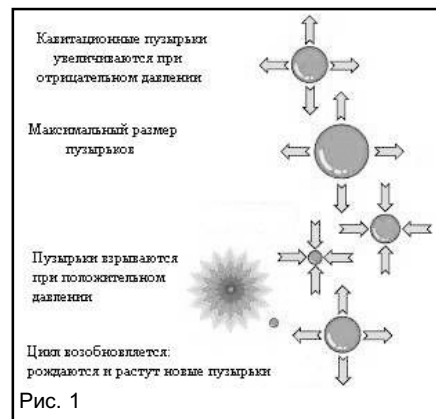 Кавитационные пузырьки
увеличиваются при
отрицательном давлении
Максимальный размер
пузырьков
Пузырьки взрываются
при положительном
давлении
Цикл возобновляется:
рождаются и растут новые пузырьки
Рис. 1